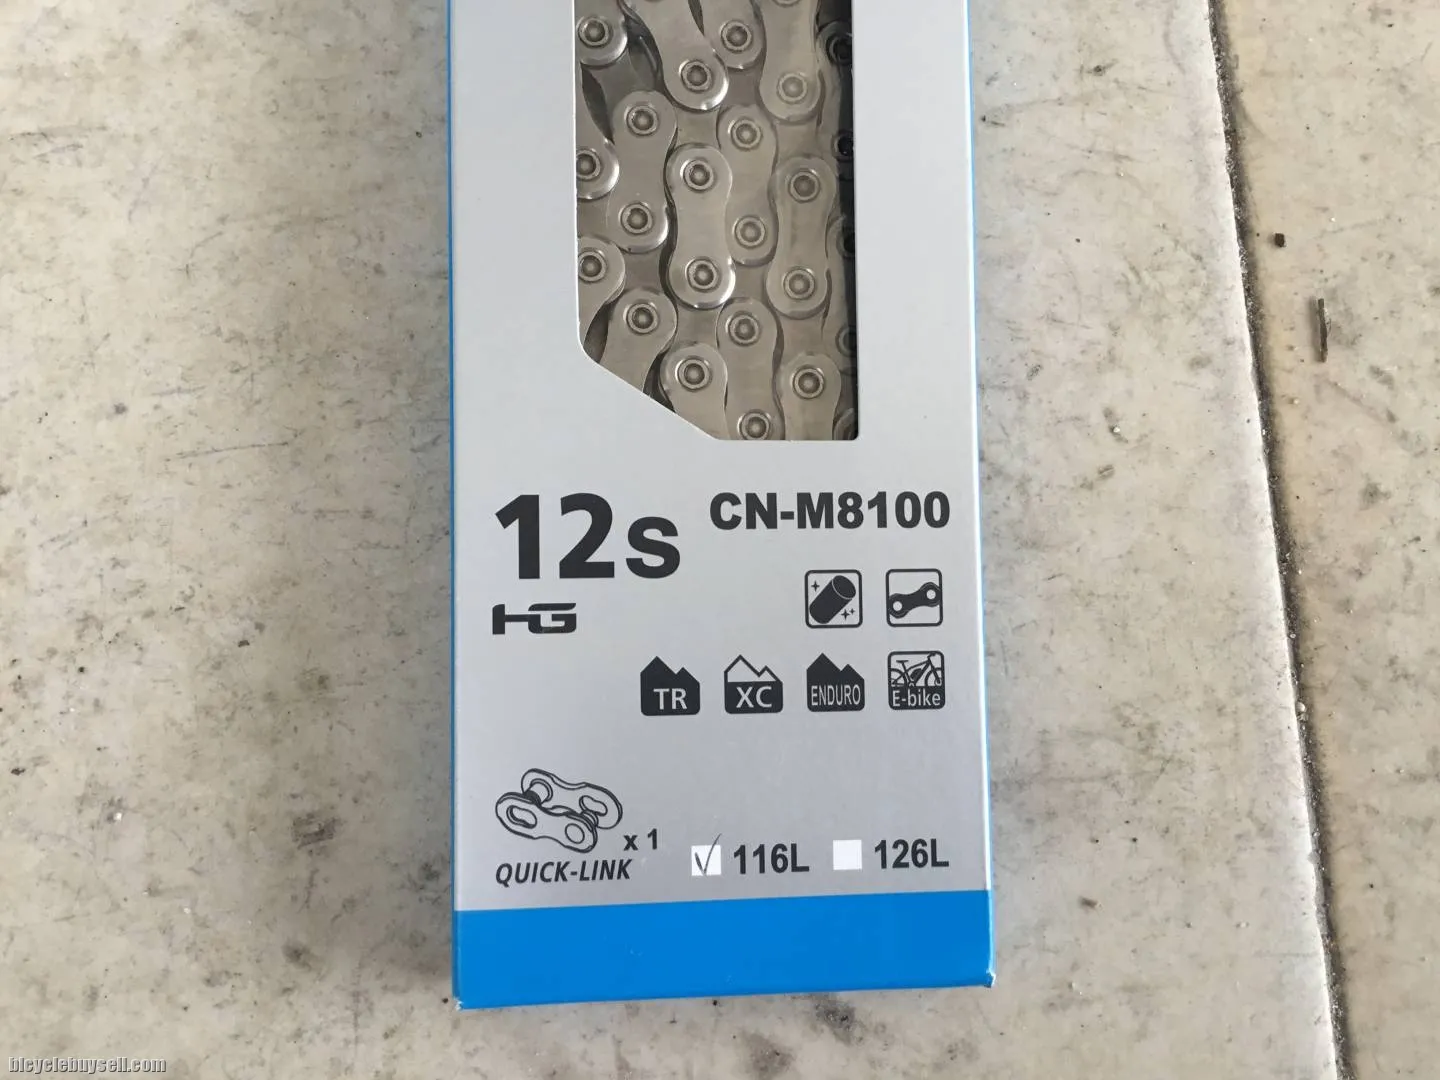 12s CN-M8100
HG
TR XC ENDURO E-bike
x 1
QUICK-LINK 116L 126L
bicyclebuysell.com